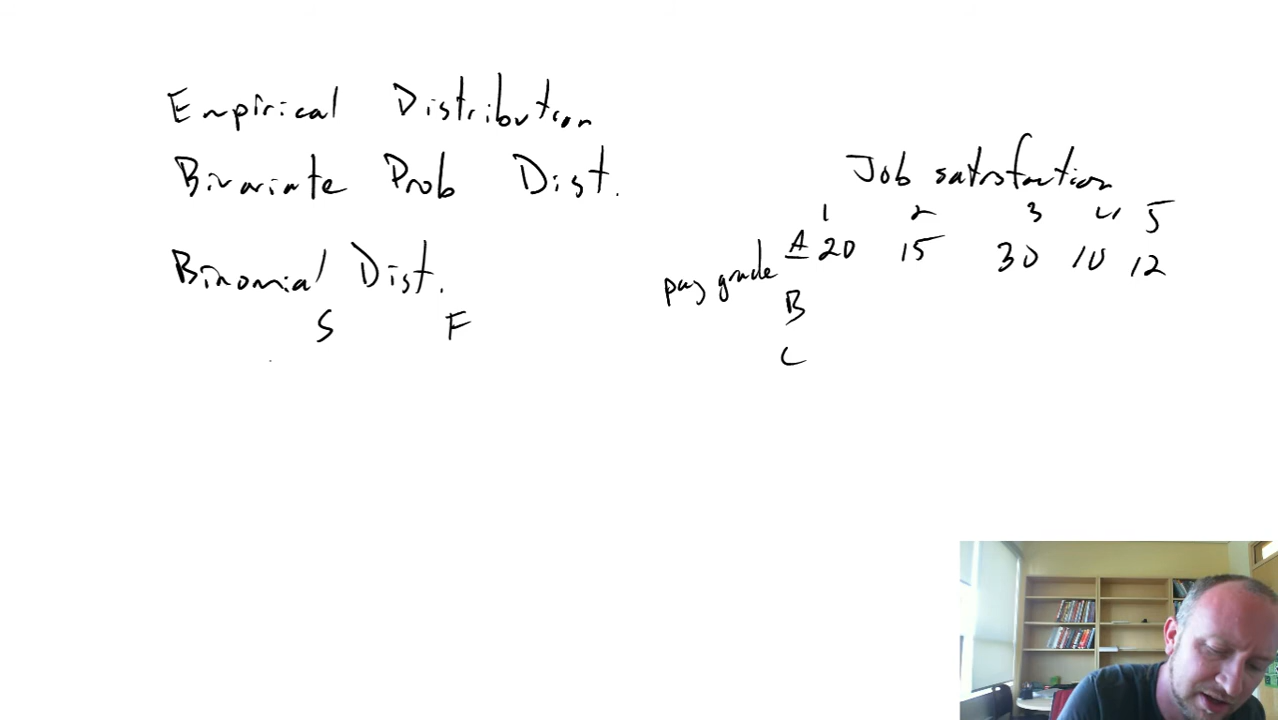 Empirical Distribution
Bivariate Prob Dist.
Binomial Dist.
S F
Job satisfaction
1 2 3 4 5
pay grade A 20 15 30 10 12
B
C